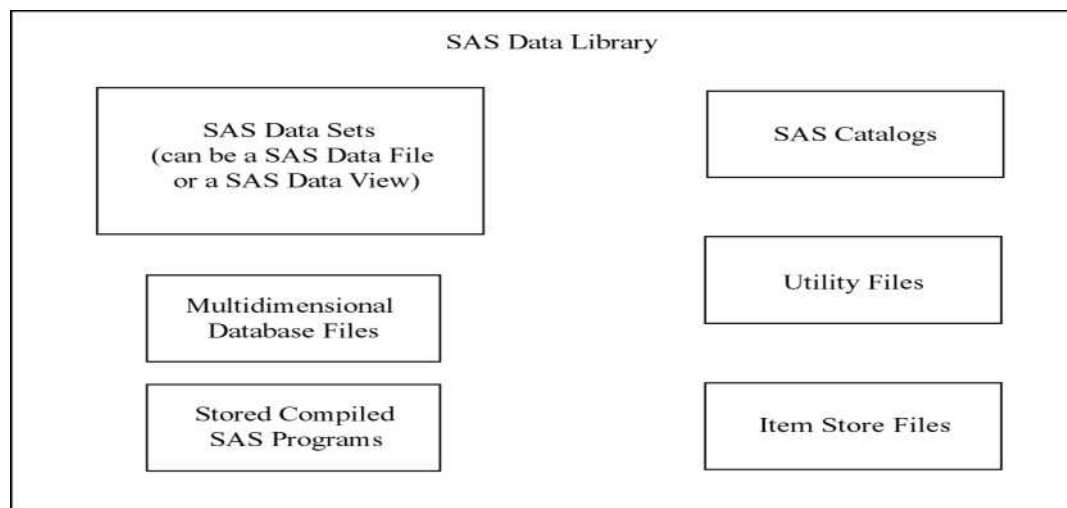 SAS Data Library
SAS Data Sets
(can be a SAS Data File
or a SAS Data View)
Multidimensional
Database Files
Stored Compiled
SAS Programs
SAS Catalogs
Utility Files
Item Store Files